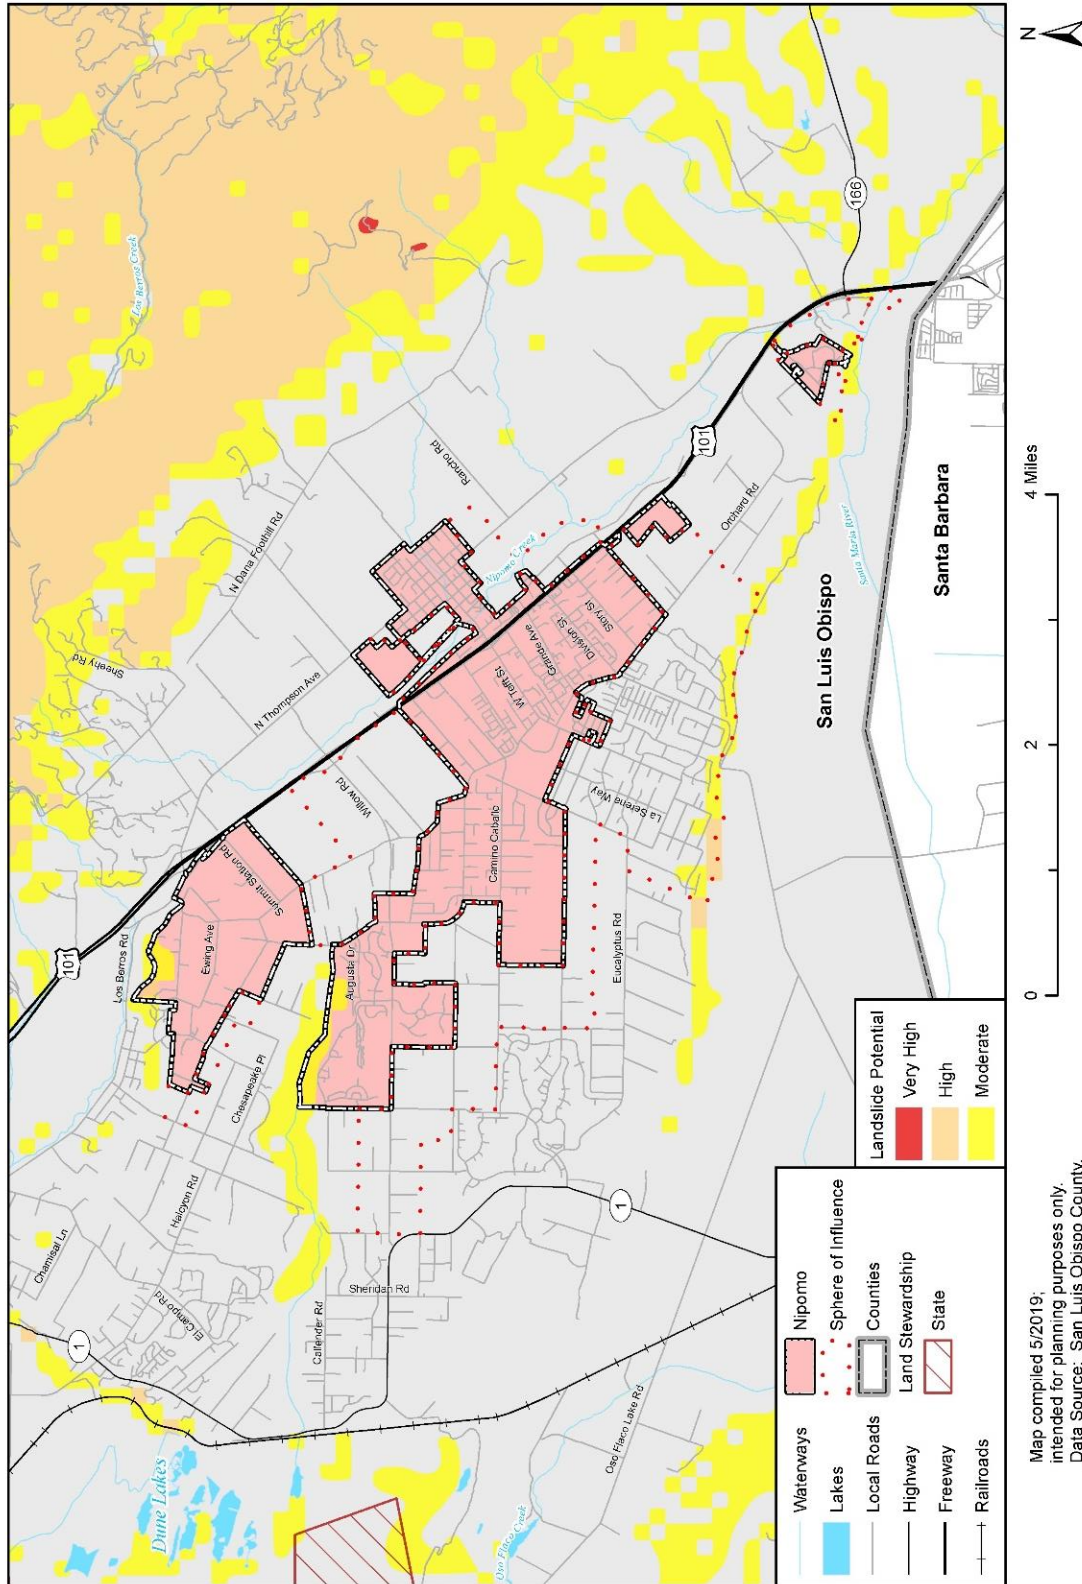 Los Berros Creek
N
166
101
Rancho Rd
N Dana Foothill Rd
Sheehy Rd
N Thompson Ave
Nipomo Creek
Orchard Rd
Story St
Division St
Grande Ave
W Tefft St
Willow Rd
Camino Caballo
La Serena Way
Eucalyptus Rd
Santa Maria River
San Luis Obispo
Santa Barbara
101
Los Berros Rd
Summit Station Rd
Ewing Ave
Augusta Dr
Chesapeake Pl
Halcyon Rd
Chamisal Ln
El Campo Rd
1
Callender Rd
Sheridan Rd
1
Dune Lakes
Oso Flaco Creek
Oso Flaco Lake Rd
0 2 4 Miles
Waterways
Lakes
Local Roads
Highway
Freeway
Railroads
Nipomo
Sphere of Influence
Counties
Land Stewardship
State
Landslide Potential
Very High
High
Moderate
Map compiled 5/2019;
intended for planning purposes only.
Data Source: San Luis Obispo County.